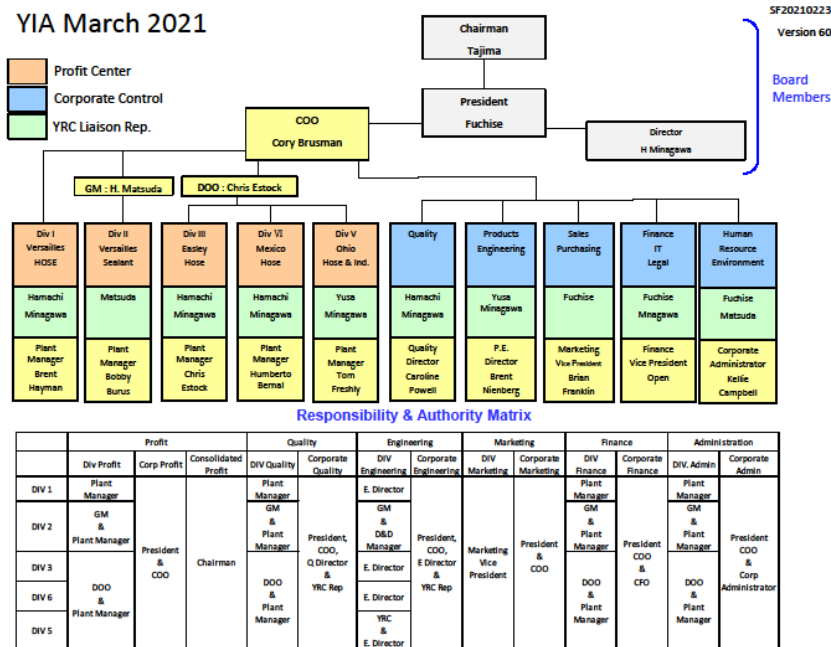 YIA March 2021
SF20210223
Version 60
Profit Center
Corporate Control
YRC Liaison Rep.
Chairman
Tajima
President
Fuchise
Board
Members
COO
Cory Brusman
Director
H Minagawa
GM : H. Matsuda
DOO : Chris Estock
Div I
Versailles
HOSE
Hamachi
Minagawa
Plant
Manager
Brent
Hayman
Div II
Versailles
Sealant
Matsuda
Plant
Manager
Bobby
Burus
Div III
Easley
Hose
Hamachi
Minagawa
Plant
Manager
Chris
Estock
Div VI
Mexico
Hose
Hamachi
Minagawa
Plant
Manager
Humberto
Bernal
Div V
Ohio
Hose & Ind.
Yusa
Minagawa
Plant
Manager
Tom
Freshly
Quality
Hamachi
Minagawa
Quality
Director
Caroline
Powell
Products
Engineering
Yusa
Minagawa
P.E.
Director
Brent
Nienberg
Sales
Purchasing
Fuchise
Marketing
Vice President
Brian
Franklin
Finance
IT
Legal
Fuchise
Mnagawa
Finance
Vice President
Open
Human
Resource
Environment
Fuchise
Matsuda
Corporate
Administrator
Kellie
Campbell
Responsibility & Authority Matrix
Profit Quality Engineering Marketing Finance Administration
Div Profit
Corp Profit
Consolidated
Profit
DIV Quality
Corporate
Quality
DIV
Engineering
Corporate
Engineering
DIV
Marketing
Corporate
Marketing
DIV
Finance
Corporate
Finance
DIV. Admin
Corporate
Admin
DIV 1
DIV 2
DIV 3
DIV 6
DIV 5
Plant
Manager
GM
&
Plant Manager
DOO
&
Plant Manager
President
&
COO
Chairman
Plant
Manager
GM
&
Plant
Manager
DOO
&
Plant
Manager
President,
COO,
Q Director
&
YRC Rep
E. Director
GM
&
D&D
Manager
E. Director
E. Director
YRC
&
E. Director
President,
COO,
E Director
&
YRC Rep
Marketing
Vice
President
President
&
COO
Plant
Manager
GM
&
Plant
Manager
DOO
&
Plant
Manager
President
COO
&
CFO
Plant
Manager
GM
&
Plant
Manager
DOO
&
Plant
Manager
President
COO
&
Corp
Administrator